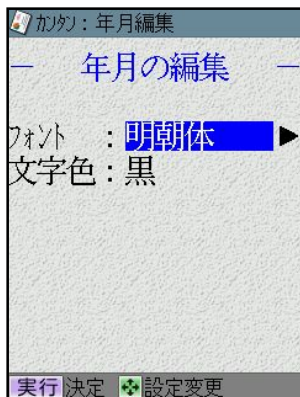 ｶﾝﾀﾝ：年月編集
－ 年月の編集 －
ﾌｫﾝﾄ ：明朝体
文字色：黒
実行 決定 設定変更